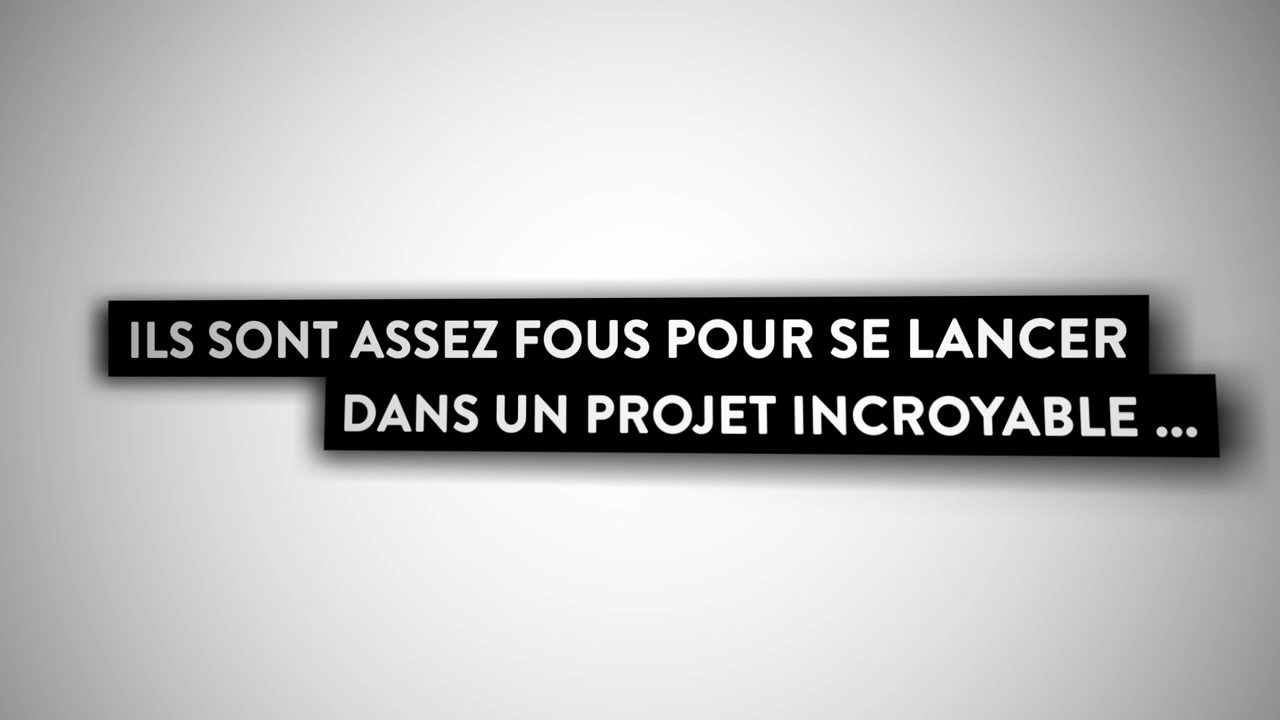 ILS SONT ASSEZ FOUS POUR SE LANCER
DANS UN PROJET INCROYABLE ...